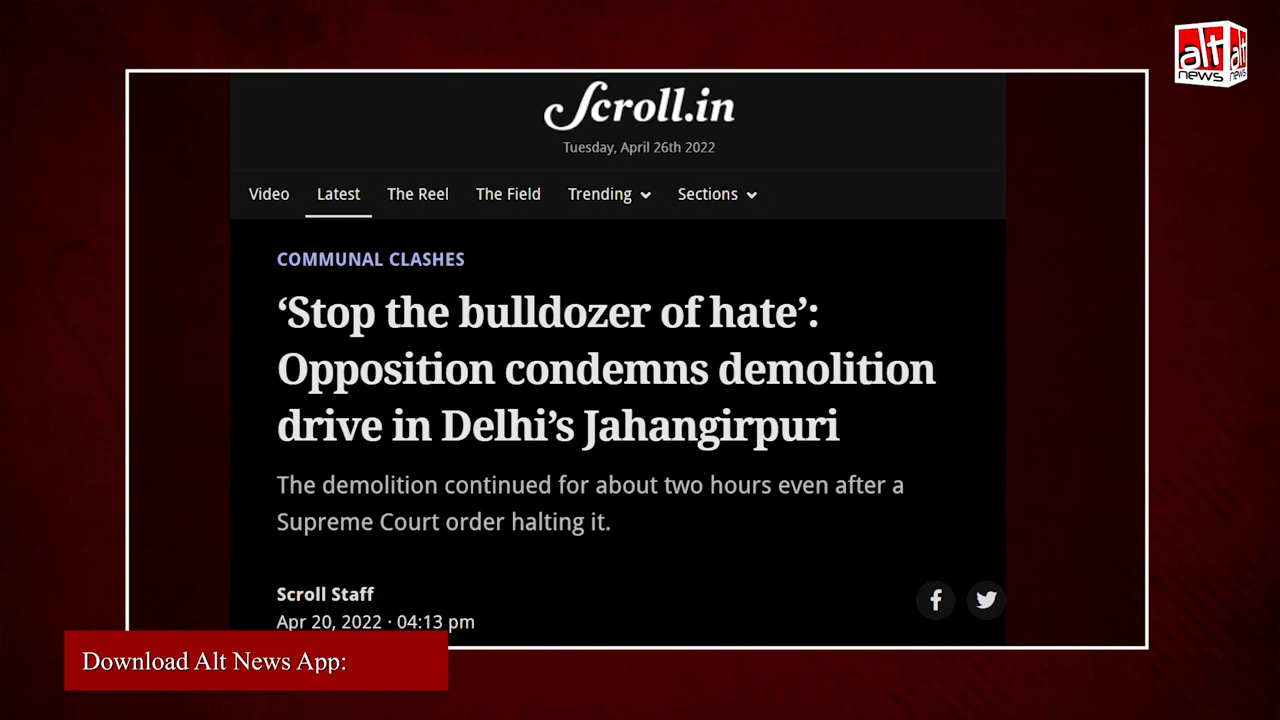 alt
news
alt
news
Scroll.in
Tuesday, April 26th 2022
Video Latest The Reel The Field Trending Sections
COMMUNAL CLASHES
‘Stop the bulldozer of hate’:
Opposition condemns demolition
drive in Delhi’s Jahangirpuri
The demolition continued for about two hours even after a
Supreme Court order halting it.
Scroll Staff
Apr 20, 2022 · 04:13 pm
Download Alt News App: